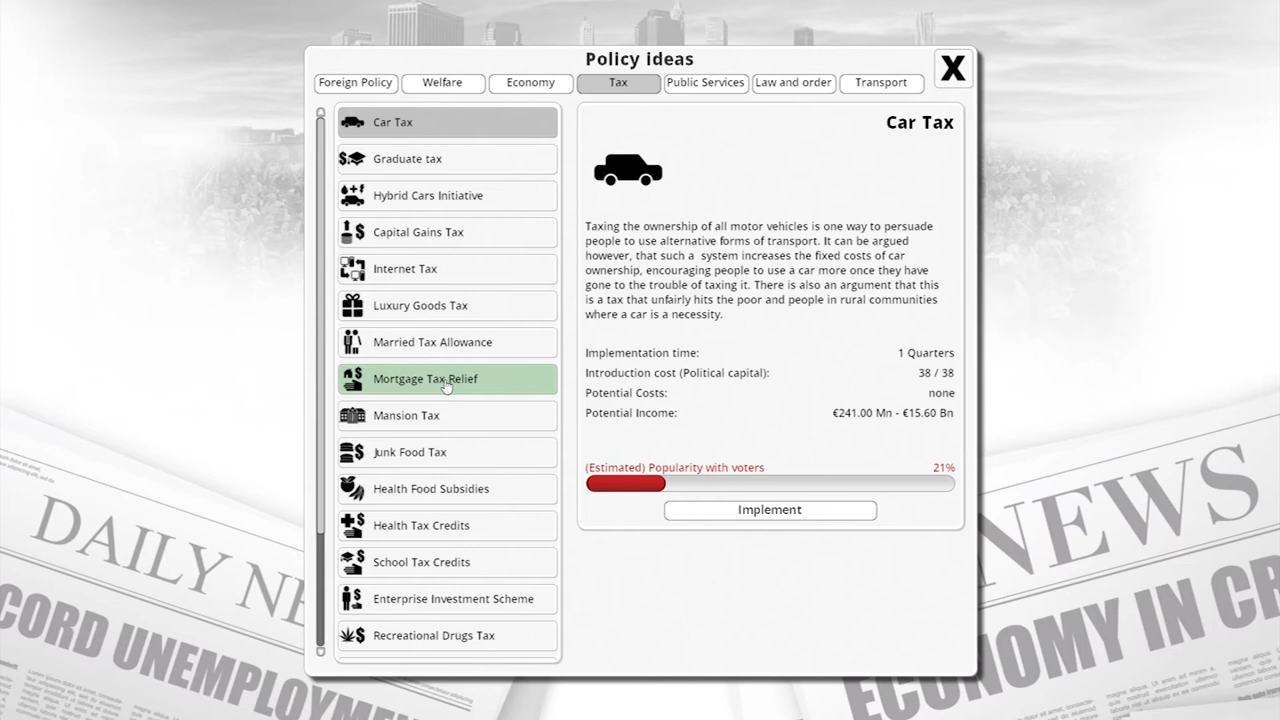 Policy ideas
X
Foreign Policy
Welfare
Economy
Tax
Public Services
Law and order
Transport
Car Tax
Graduate tax
Hybrid Cars Initiative
Capital Gains Tax
Internet Tax
Luxury Goods Tax
Married Tax Allowance
Mortgage Tax Relief
Mansion Tax
Junk Food Tax
Health Food Subsidies
Health Tax Credits
School Tax Credits
Enterprise Investment Scheme
Recreational Drugs Tax
Car Tax
Taxing the ownership of all motor vehicles is one way to persuade
people to use alternative forms of transport. It can be argued
however, that such a system increases the fixed costs of car
ownership, encouraging people to use a car more once they have
gone to the trouble of taxing it. There is also an argument that this
is a tax that unfairly hits the poor and people in rural communities
where a car is a necessity.
Implementation time: 1 Quarters
Introduction cost (Political capital): 38 / 38
Potential Costs: none
Potential Income: €241.00 Mn - €15.60 Bn
(Estimated) Popularity with voters 21%
Implement
DAILY NE
CORD UNEMPLOYM
NEWS
ECONOMY IN CR